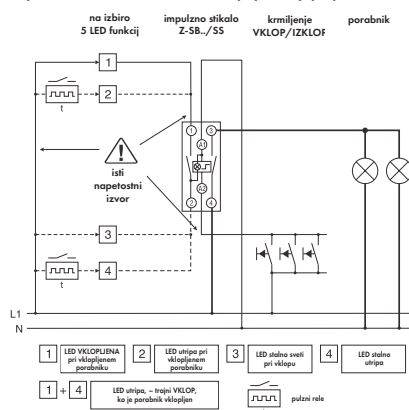 na izbiro
5 LED funkcij
impulzno stikalo
Z-SB../SS
krmiljenje
VKLOP/IZKLOP
porabnik
1
t
2
1
3
A1
isti
napetostni
izvor
A2
2
4
3
t
4
L1
N
1
LED VKLOPLJENA
pri vklopljenem
porabniku
2
LED utripa pri
vklopljenem
porabniku
3
LED stalno sveti
pri vklopu
4
LED stalno
utripa
1 + 4
LED utripa, – trajni VKLOP,
ko je porabnik vklopljen
pulzni rele